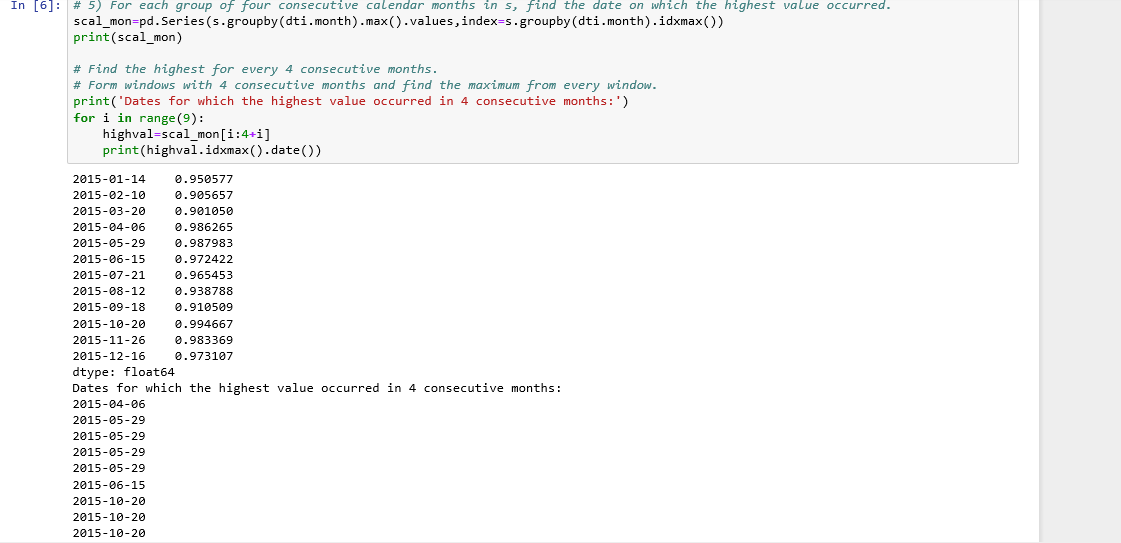 In [6]: # 5) For each group of four consecutive calendar months in s, find the date on which the highest value occurred.
scal_mon=pd.Series(s.groupby(dti.month).max().values,index=s.groupby(dti.month).idxmax())
print(scal_mon)

# Find the highest for every 4 consecutive months.
# Form windows with 4 consecutive months and find the maximum from every window.
print('Dates for which the highest value occurred in 4 consecutive months:')
for i in range(9):
    highval=scal_mon[i:4+i]
    print(highval.idxmax().date())
2015-01-14    0.950577
2015-02-10    0.905657
2015-03-20    0.901050
2015-04-06    0.986265
2015-05-29    0.987983
2015-06-15    0.972422
2015-07-21    0.965453
2015-08-12    0.938788
2015-09-18    0.910509
2015-10-20    0.994667
2015-11-26    0.983369
2015-12-16    0.973107
dtype: float64
Dates for which the highest value occurred in 4 consecutive months:
2015-04-06
2015-05-29
2015-05-29
2015-05-29
2015-05-29
2015-06-15
2015-10-20
2015-10-20
2015-10-20